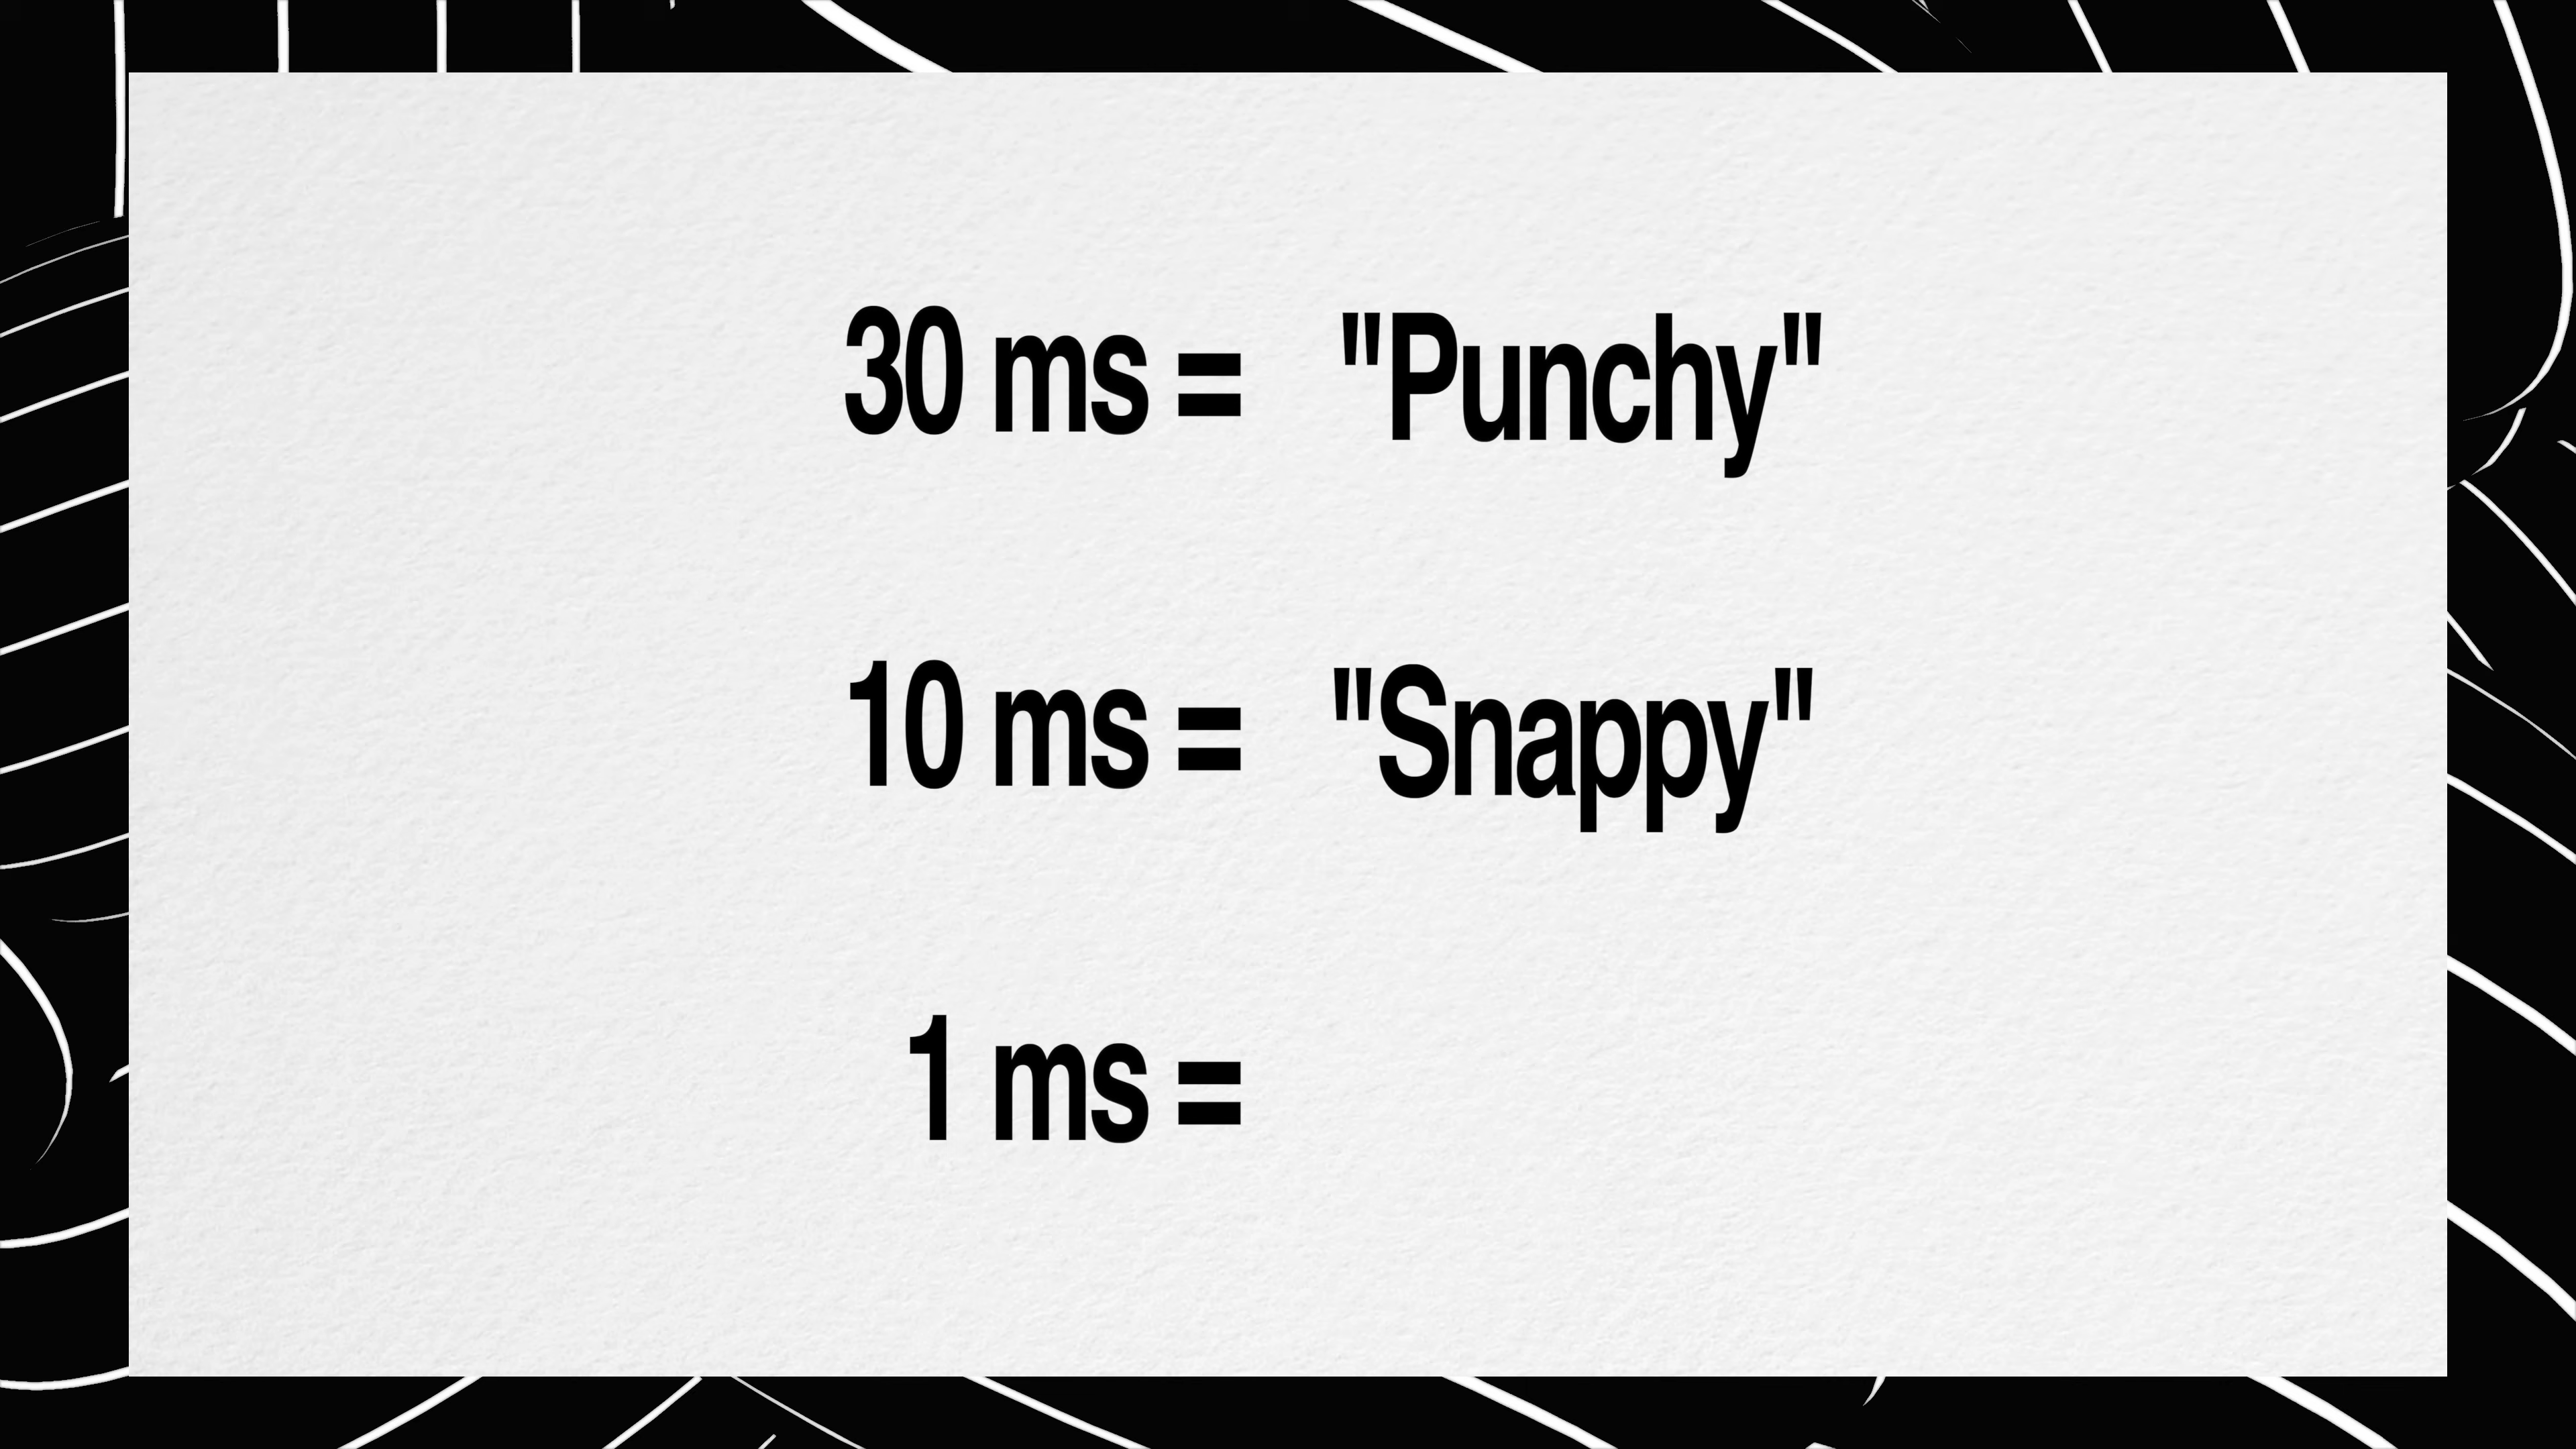 30 ms = "Punchy"
10 ms = "Snappy"
1 ms =